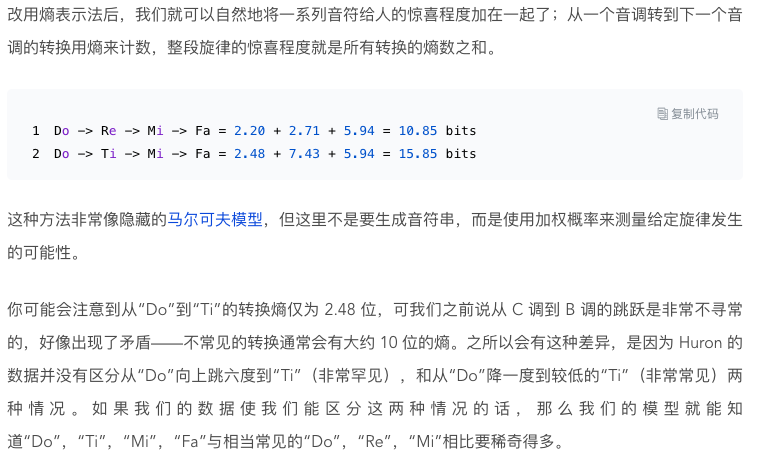 改用熵表示法后，我们就可以自然地将一系列音符给人的惊喜程度加在一起了；从一个音调转到下一个音
调的转换用熵来计数，整段旋律的惊喜程度就是所有转换的熵数之和。
复制代码
1 Do -> Re -> Mi -> Fa = 2.20 + 2.71 + 5.94 = 10.85 bits
2 Do -> Ti -> Mi -> Fa = 2.48 + 7.43 + 5.94 = 15.85 bits
这种方法非常像隐藏的马尔可夫模型，但这里不是要生成音符串，而是使用加权概率来测量给定旋律发生
的可能性。
你可能会注意到从“Do”到“Ti”的转换熵仅为 2.48 位，可我们之前说从 C 调到 B 调的跳跃是非常不寻常
的，好像出现了矛盾——不常见的转换通常会有大约 10 位的熵。之所以会有这种差异，是因为 Huron 的
数据并没有区分从“Do”向上跳六度到“Ti”（非常罕见），和从“Do”降一度到较低的“Ti”（非常常见）两
种情况。如果我们的数据使我们能区分这两种情况的话，那么我们的模型就能知
道“Do”，“Ti”，“Mi”，“Fa”与相当常见的“Do”，“Re”，“Mi”相比要稀奇得多。